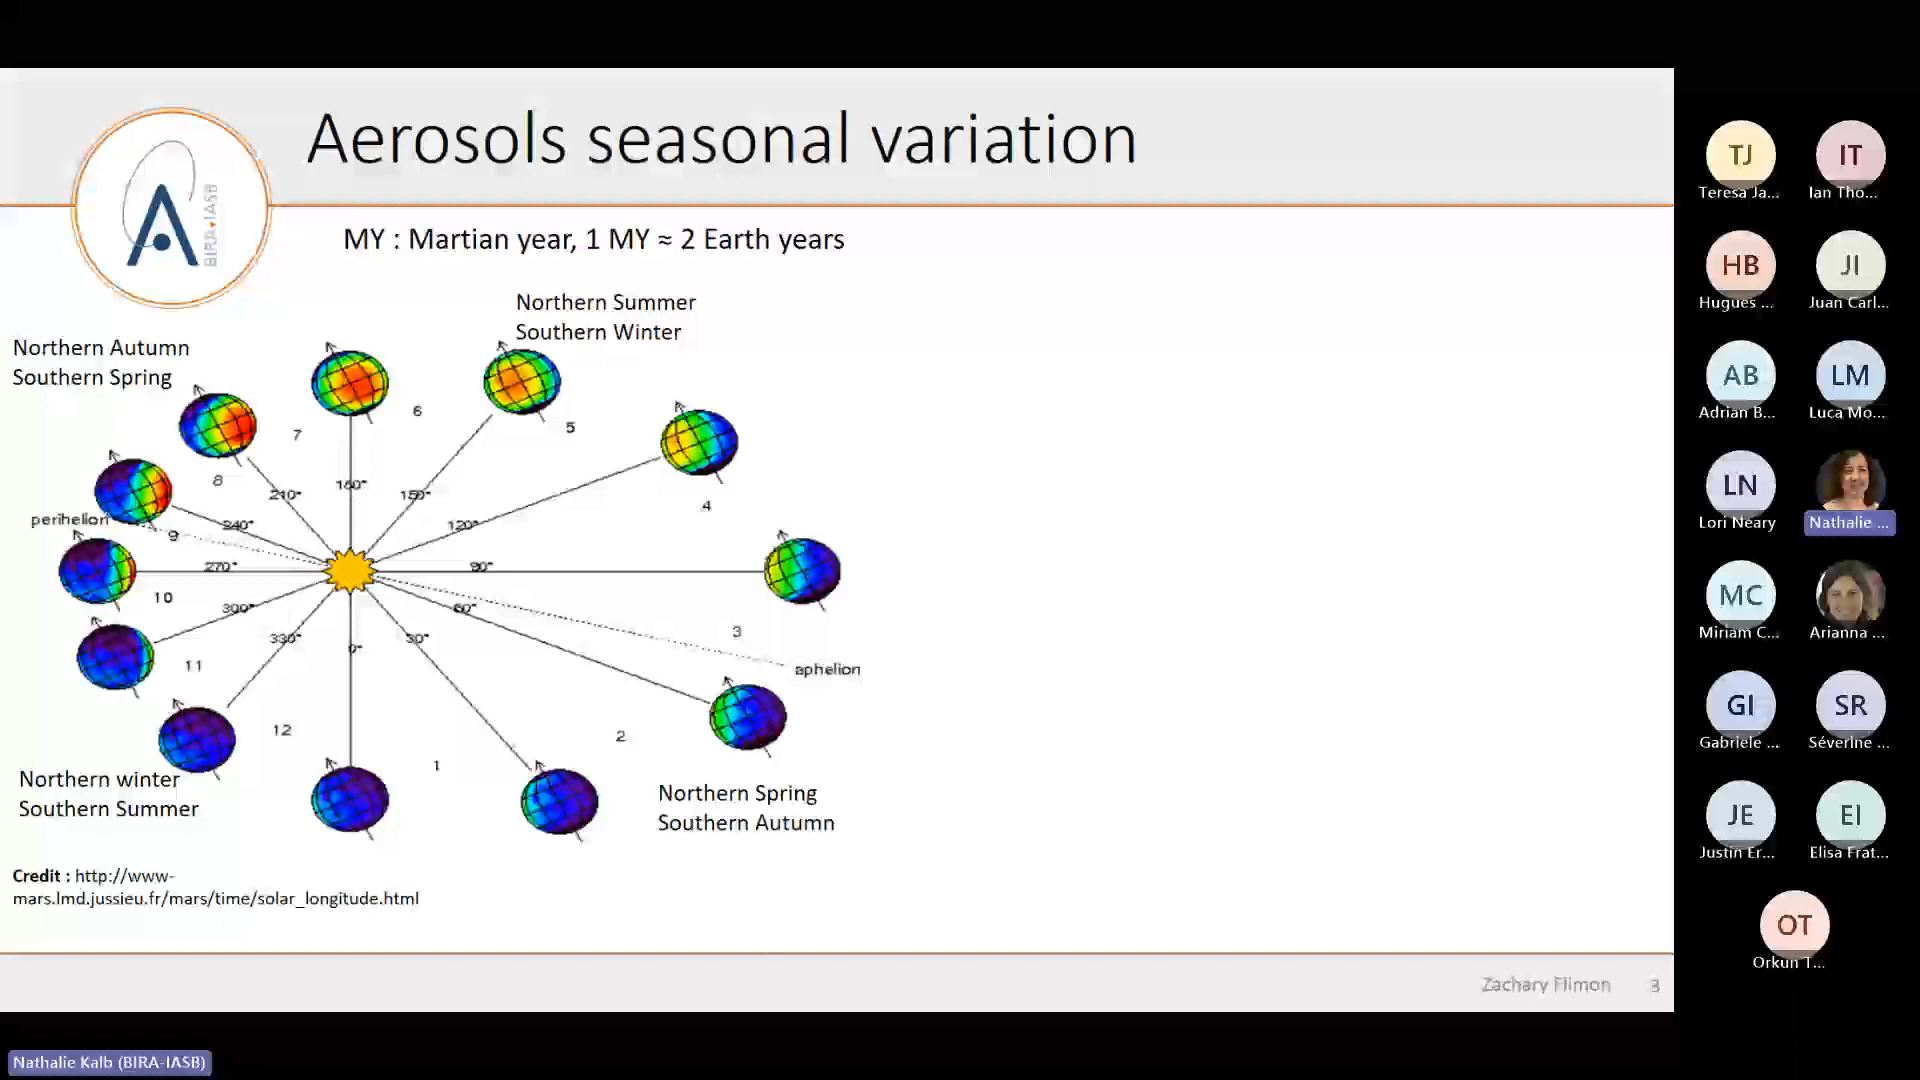 Aerosols seasonal variation
BIRA•IASB
MY : Martian year, 1 MY ≈ 2 Earth years
Northern Summer
Southern Winter
Northern Autumn
Southern Spring
6
7
5
8
4
210°
180°
150°
perihelion
240°
120°
9
270°
90°
10
300°
60°
330°
30°
0°
3
11
aphelion
12
2
1
Northern winter
Southern Summer
Northern Spring
Southern Autumn
Credit : http://www-
mars.lmd.jussieu.fr/mars/time/solar_longitude.html
Zachary Flimon
3
TJ
Teresa Ja...
IT
Ian Tho...
HB
Hugues ...
JI
Juan Carl...
AB
Adrian B...
LM
Luca Mo...
LN
Lori Neary
Nathalie ...
MC
Miriam C...
Arianna ...
GI
Gabriele ...
SR
Séverine ...
JE
Justin Er...
EI
Elisa Frat...
OT
Orkun T...
Nathalie Kalb (BIRA-IASB)